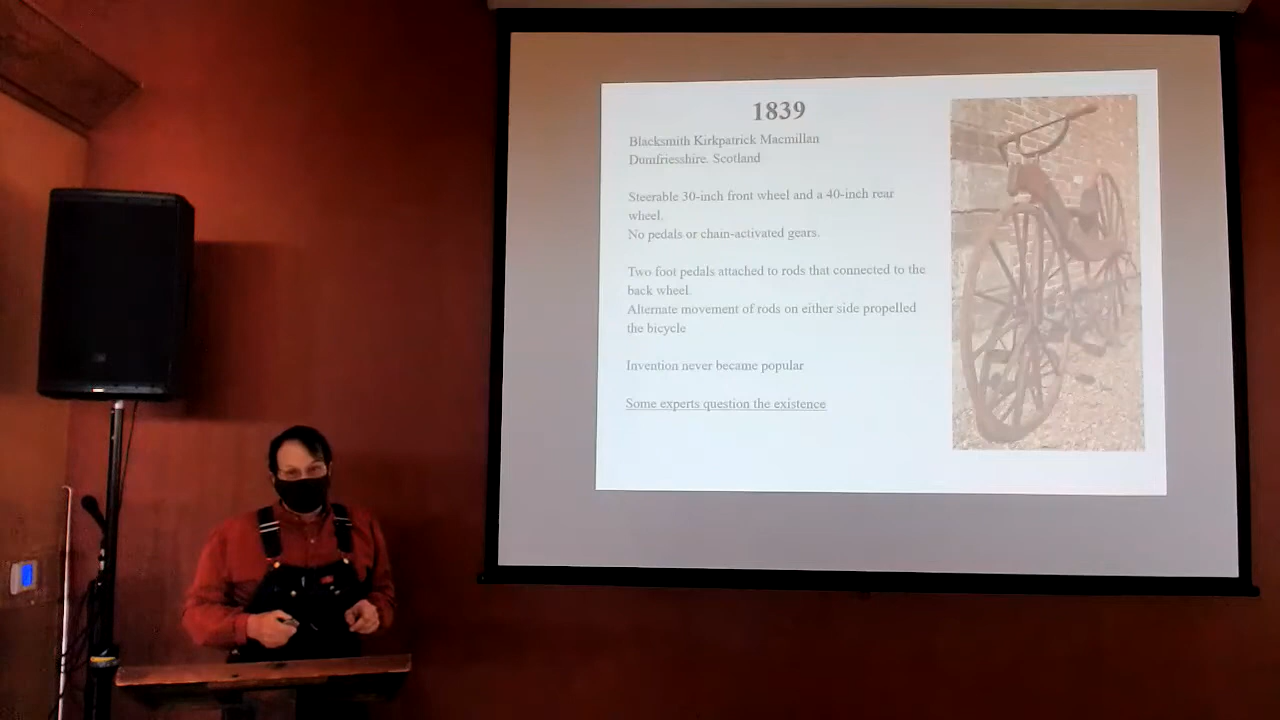 1839
Blacksmith Kirkpatrick Macmillan
Dumfriesshire. Scotland
Steerable 30-inch front wheel and a 40-inch rear
wheel.
No pedals or chain-activated gears.
Two foot pedals attached to rods that connected to the
back wheel.
Alternate movement of rods on either side propelled
the bicycle
Invention never became popular
Some experts question the existence